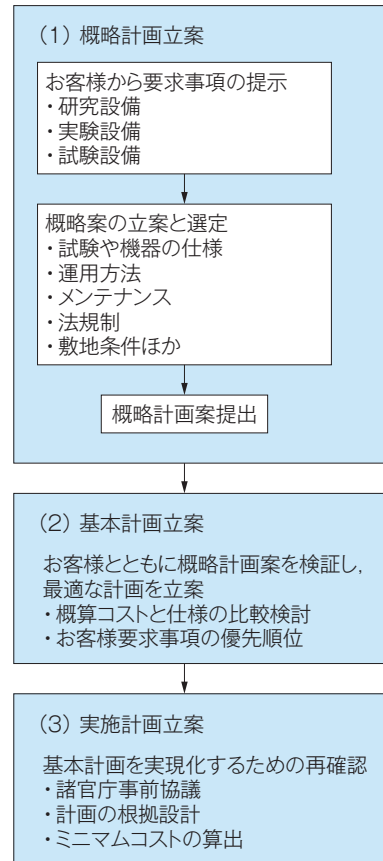 (1) 概略計画立案
お客様から要求事項の提示
・研究設備
・実験設備
・試験設備
概略案の立案と選定
・試験や機器の仕様
・運用方法
・メンテナンス
・法規制
・敷地条件ほか
概略計画案提出
(2) 基本計画立案
お客様とともに概略計画案を検証し，
最適な計画を立案
・概算コストと仕様の比較検討
・お客様要求事項の優先順位
(3) 実施計画立案
基本計画を実現化するための再確認
・諸官庁事前協議
・計画の根拠設計
・ミニマムコストの算出